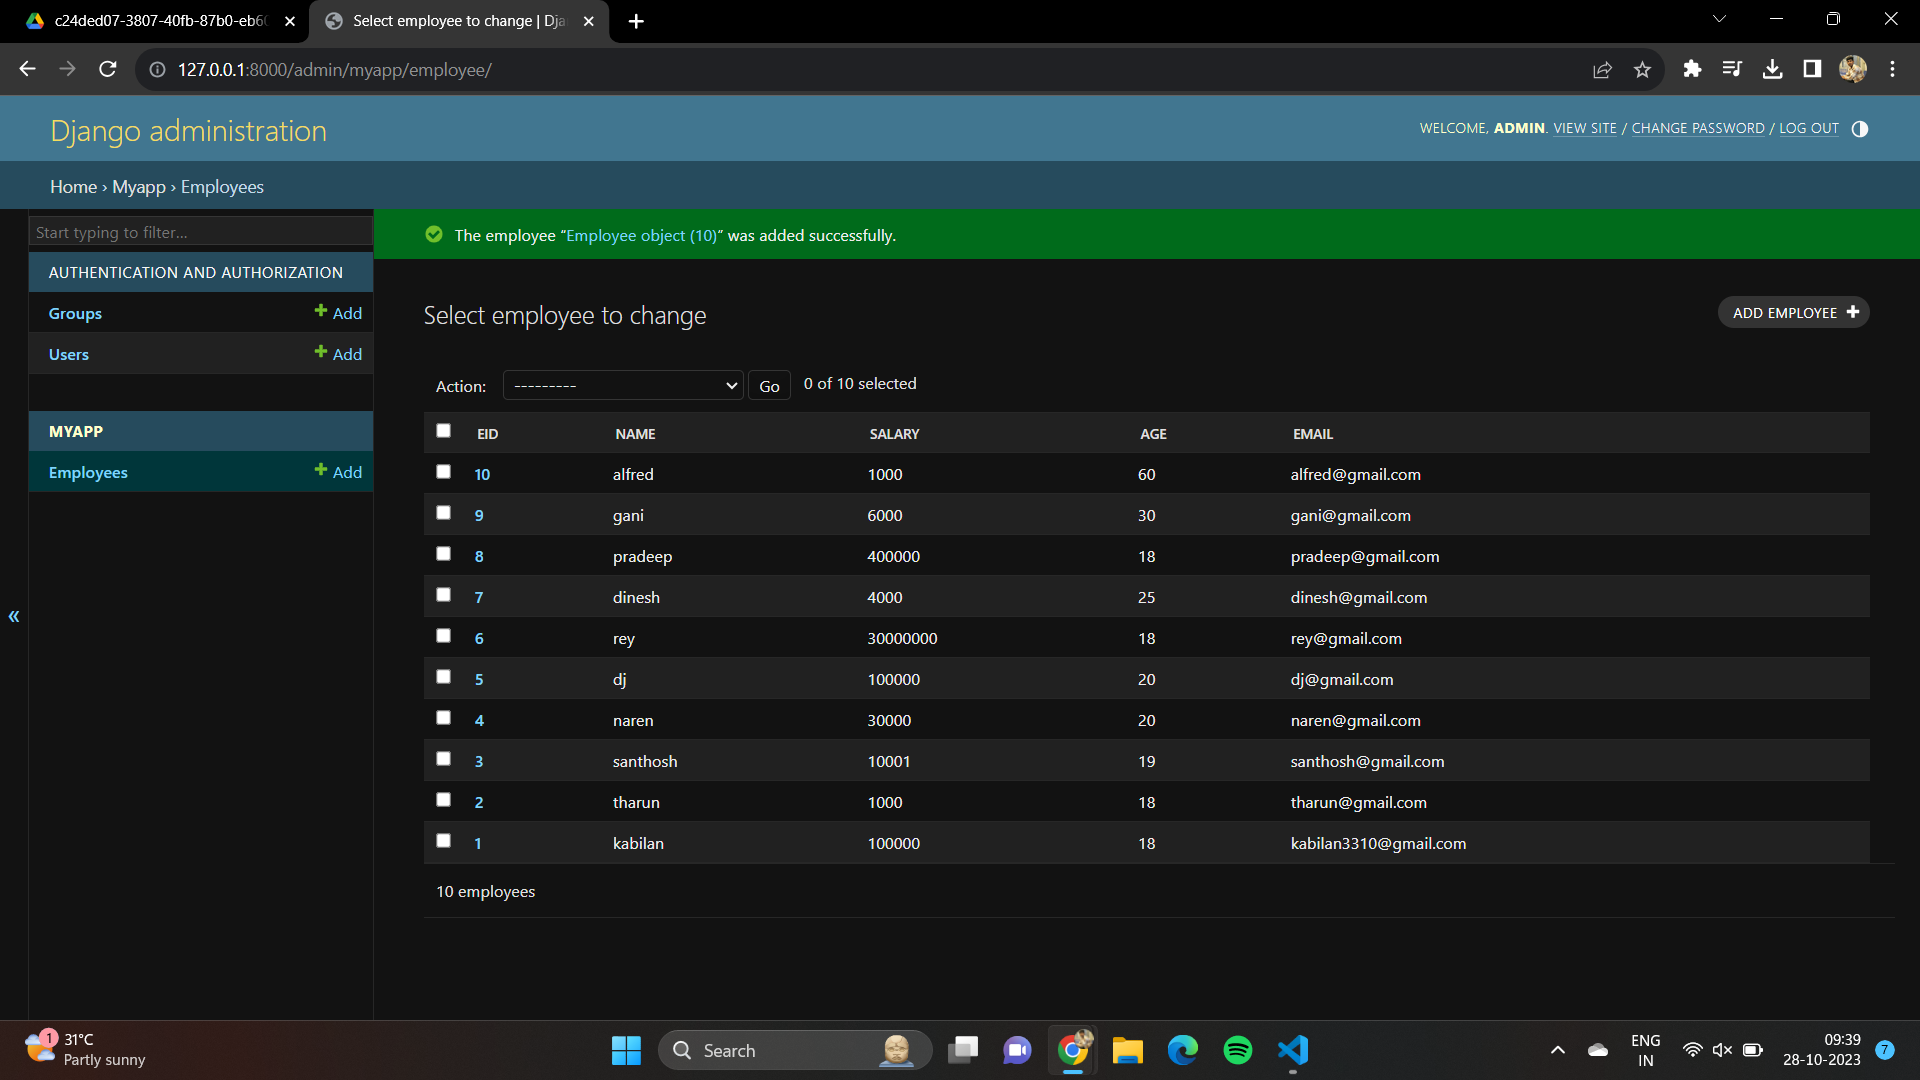 c24ded07-3807-40fb-87b0-eb60
Select employee to change | Dja
127.0.0.1:8000/admin/myapp/employee/
Django administration
WELCOME, ADMIN. VIEW SITE / CHANGE PASSWORD / LOG OUT
Home › Myapp › Employees
Start typing to filter...
AUTHENTICATION AND AUTHORIZATION
Groups + Add
Users + Add
MYAPP
Employees + Add
«
The employee “Employee object (10)” was added successfully.
Select employee to change
ADD EMPLOYEE +
Action: --------- Go 0 of 10 selected
EID NAME SALARY AGE EMAIL
10 alfred 1000 60 alfred@gmail.com
9 gani 6000 30 gani@gmail.com
8 pradeep 400000 18 pradeep@gmail.com
7 dinesh 4000 25 dinesh@gmail.com
6 rey 30000000 18 rey@gmail.com
5 dj 100000 20 dj@gmail.com
4 naren 30000 20 naren@gmail.com
3 santhosh 10001 19 santhosh@gmail.com
2 tharun 1000 18 tharun@gmail.com
1 kabilan 100000 18 kabilan3310@gmail.com
10 employees
1
31°C
Partly sunny
Search
ENG
IN
09:39
28-10-2023
7